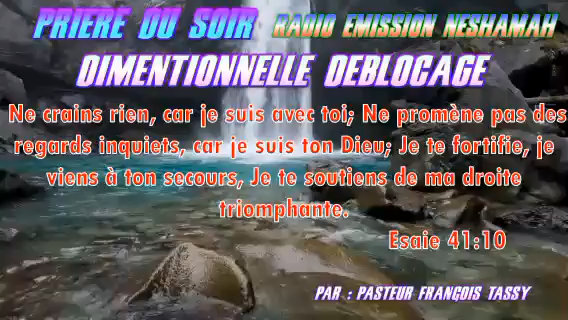 PRIERE DU SOIR RADIO EMISSION NESHAMAH
DIMENTIONNELLE DEBLOCAGE
Ne crains rien, car je suis avec toi; Ne promène pas des
regards inquiets, car je suis ton Dieu; Je te fortifie, je
viens à ton secours, Je te soutiens de ma droite
triomphante.
Esaie 41:10
PAR : PASTEUR FRANÇOIS TASSY